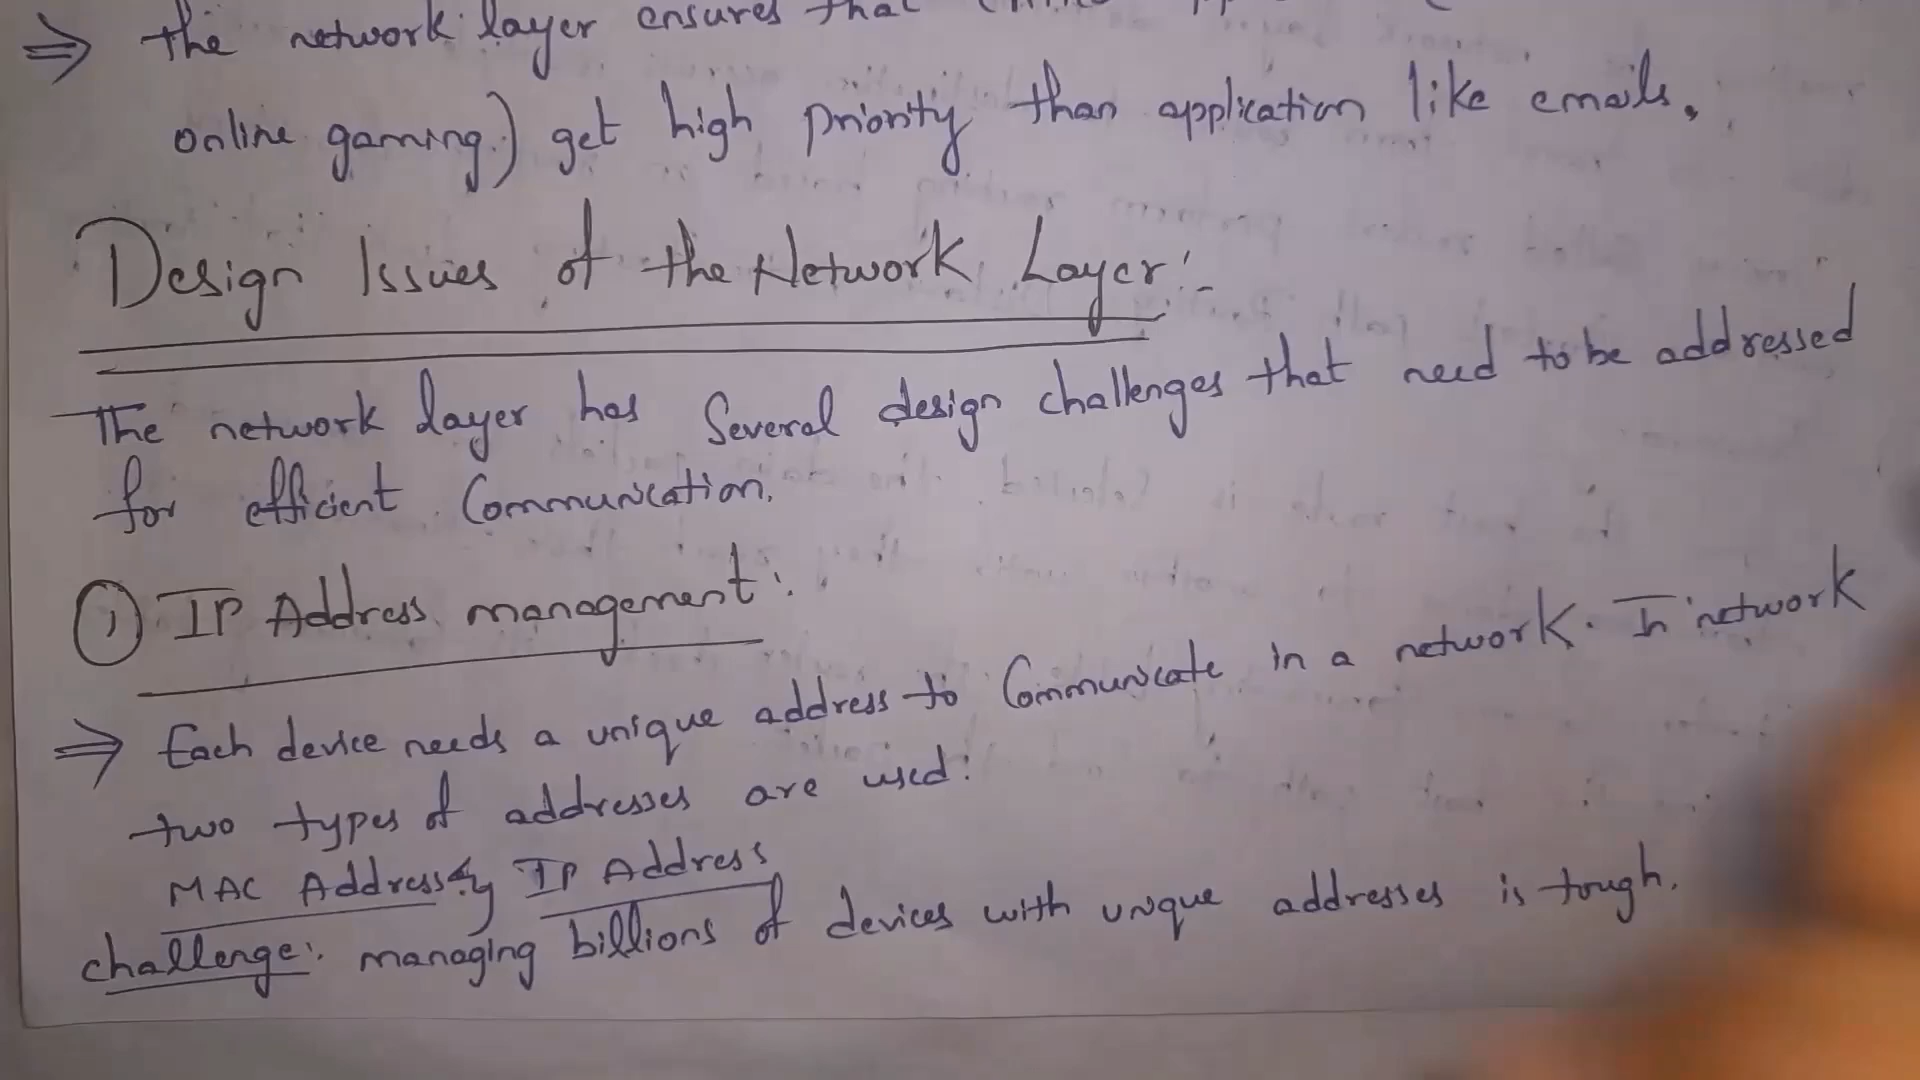 ⇒ the network layer ensures that
online gaming.) get high priority than application like emails.
Design Issues of the Network Layer:-
The network layer has several design challenges that need to be addressed
for efficient Communication.
① IP Address management:
⇒ Each device needs a unique address to Communicate in a network. In network
two types of addresses are used:
MAC Address & IP Address
challenge: managing billions of devices with unique addresses is tough.